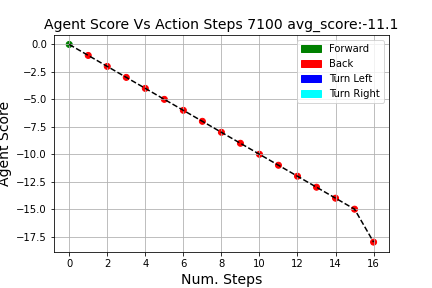 Agent Score Vs Action Steps 7100 avg_score:-11.1
Forward
Back
Turn Left
Turn Right
Agent Score
0.0
−2.5
−5.0
−7.5
−10.0
−12.5
−15.0
−17.5
0 2 4 6 8 10 12 14 16
Num. Steps